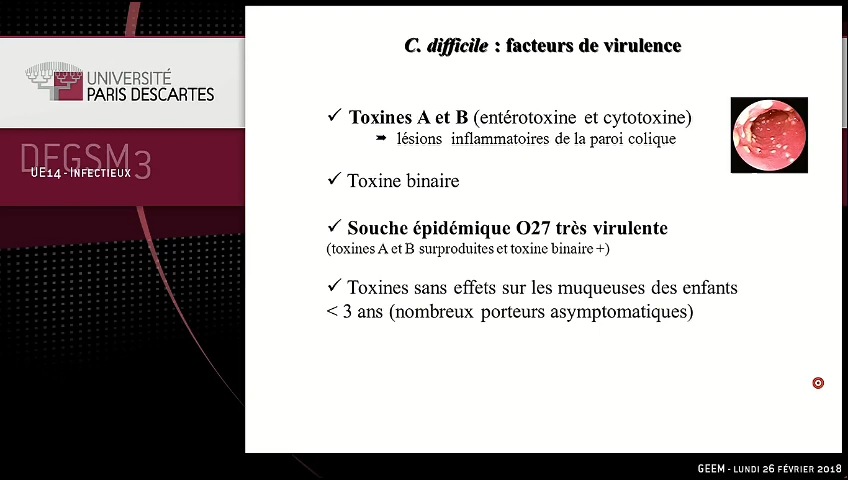 UNIVERSITÉ
PARIS DESCARTES
DFGSM3
UE14 - INFECTIEUX
C. difficile : facteurs de virulence
✓ Toxines A et B (entérotoxine et cytotoxine)
➨ lésions inflammatoires de la paroi colique
✓ Toxine binaire
✓ Souche épidémique O27 très virulente
(toxines A et B surproduites et toxine binaire +)
✓ Toxines sans effets sur les muqueuses des enfants
< 3 ans (nombreux porteurs asymptomatiques)
GEEM - LUNDI 26 FÉVRIER 2018